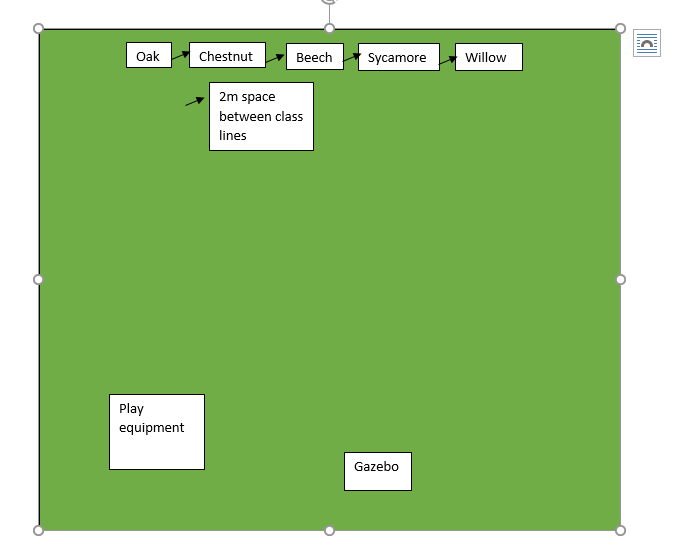 Oak Chestnut Beech Sycamore Willow
2m space
between class
lines
Play
equipment
Gazebo